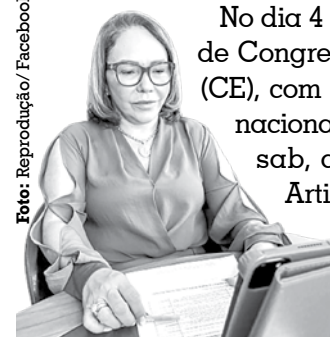 No dia 4
de Congre
(CE), com
naciona
sab, c
Arti
Foto: Reprodução/Facebook